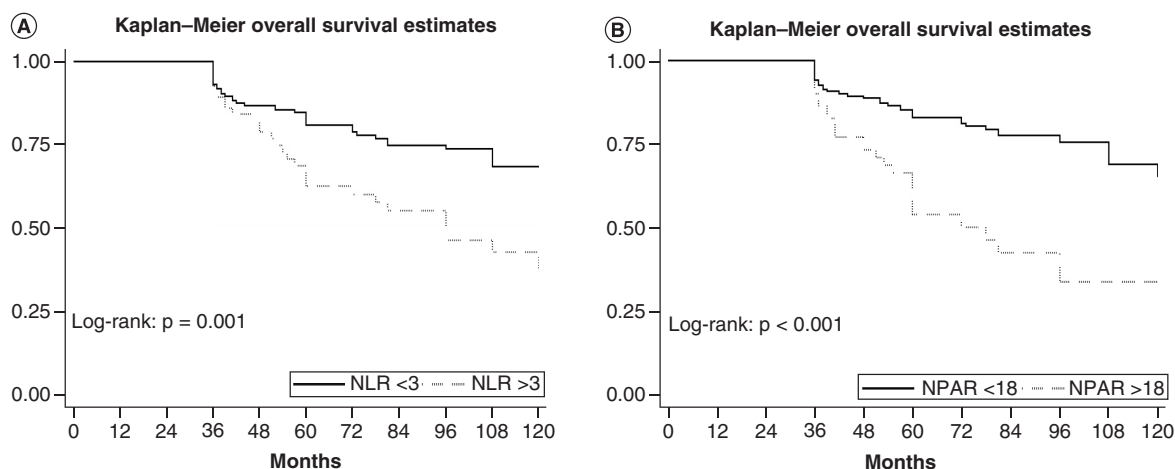 A Kaplan–Meier overall survival estimates
1.00
0.75
0.50
0.25
0.00
Log-rank: p = 0.001
NLR <3 NLR >3
0 12 24 36 48 60 72 84 96 108 120
Months
B Kaplan–Meier overall survival estimates
1.00
0.75
0.50
0.25
0.00
Log-rank: p < 0.001
NPAR <18 NPAR >18
0 12 24 36 48 60 72 84 96 108 120
Months